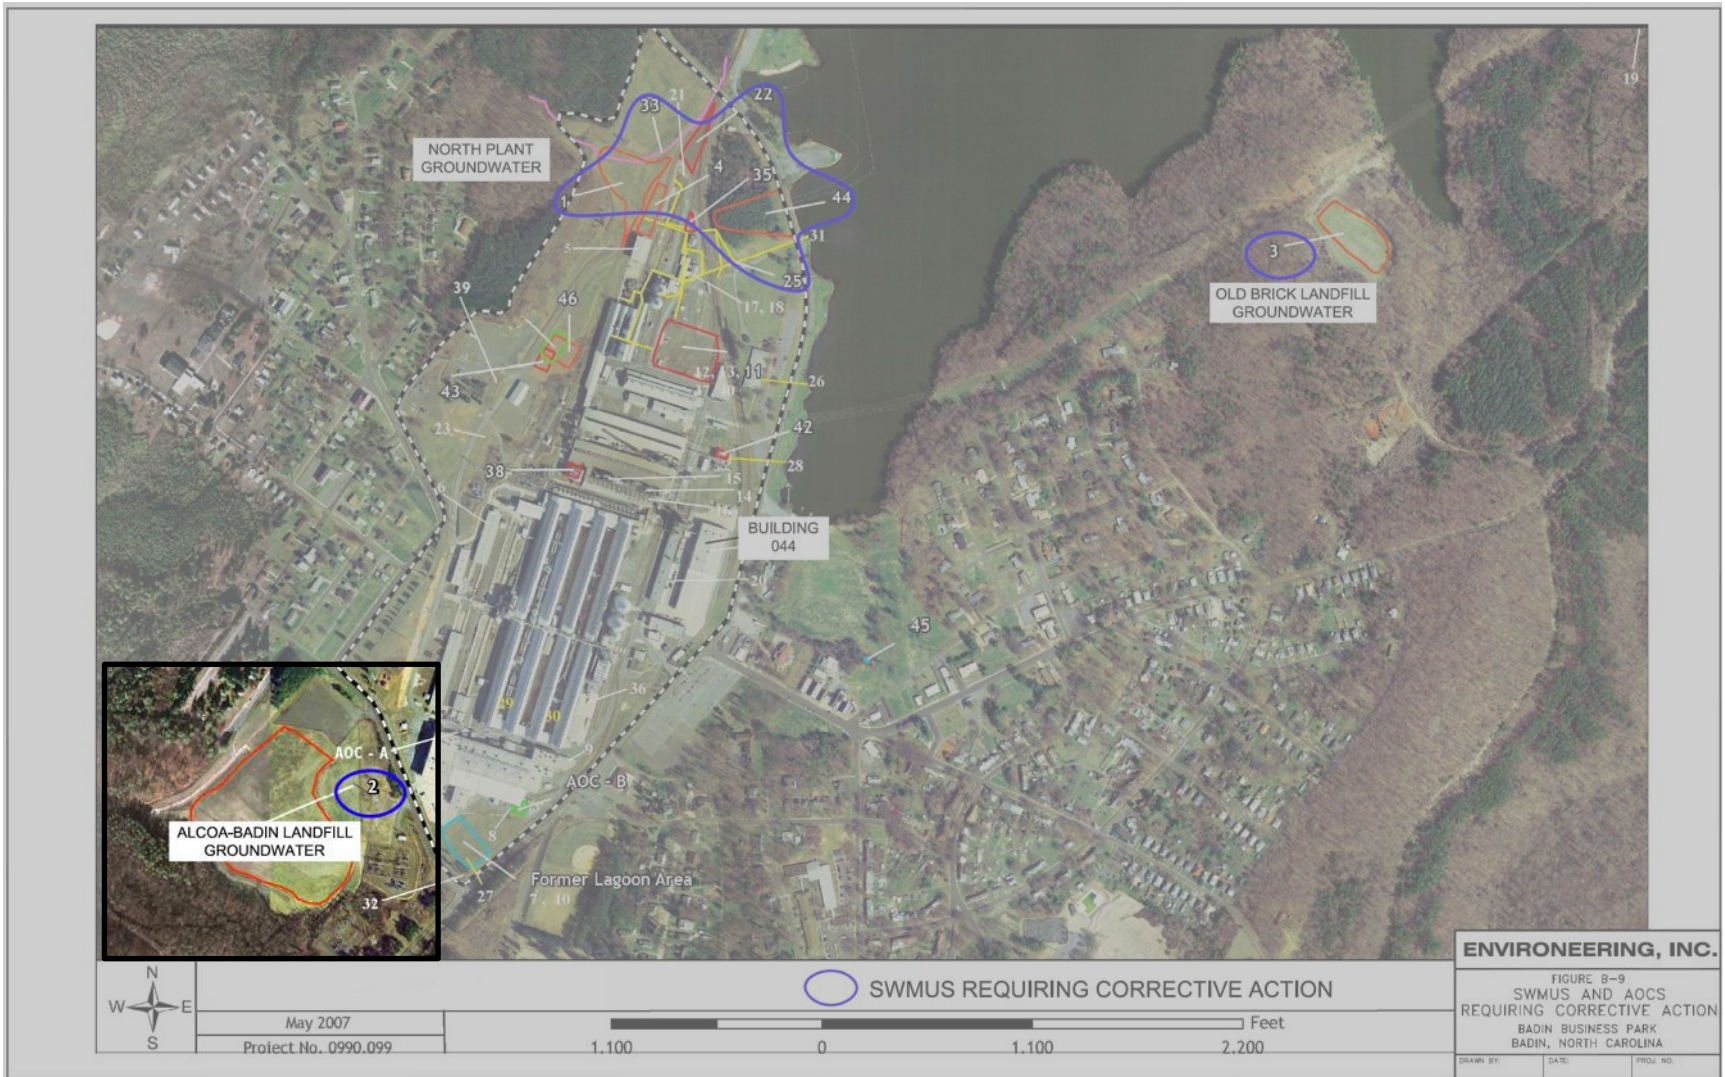 19
22
21
33
NORTH PLANT
GROUNDWATER
4
35
1
44
31
5
25
39
46
17, 18
11
26
43
23
42
38
28
15
6
14
BUILDING
044
20
45
36
29
30
9
AOC - A
AOC - B
2
ALCOA-BADIN LANDFILL
GROUNDWATER
8
Former Lagoon Area
32
27
7, 10
3
OLD BRICK LANDFILL
GROUNDWATER
N
W E
S
May 2007
Project No. 0990.099
SWMUS REQUIRING CORRECTIVE ACTION
1,100 0 1,100 2,200
Feet
ENVIRONEERING, INC.
FIGURE B-9
SWMUS AND AOCS
REQUIRING CORRECTIVE ACTION
BADIN BUSINESS PARK
BADIN, NORTH CAROLINA
DRAWN BY: DATE: PROJ. NO.